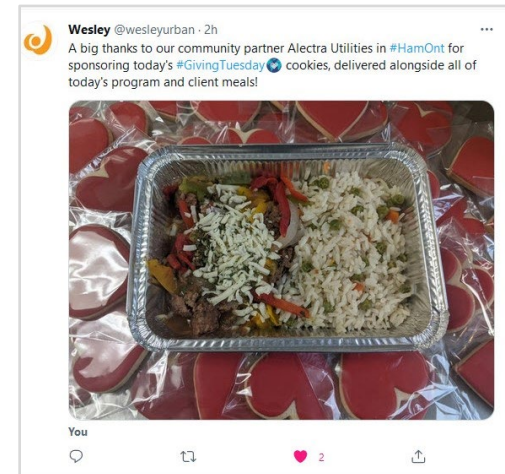 Wesley @wesleyurban · 2h
A big thanks to our community partner Alectra Utilities in #HamOnt for
sponsoring today's #GivingTuesday cookies, delivered alongside all of
today's program and client meals!
You
2